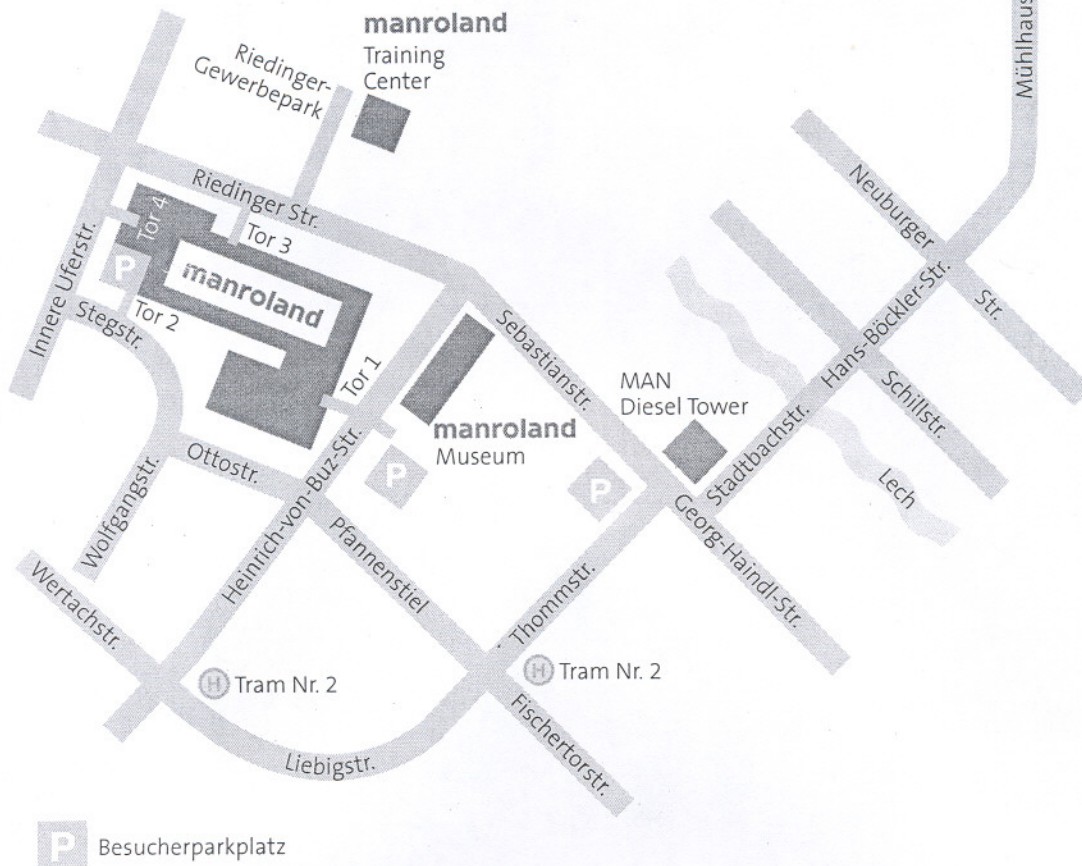 manroland
Training
Center
Riedinger-
Gewerbepark
Mühlhaus
Riedinger Str.
Neuburger
Str.
Tor 4
Tor 3
P
manroland
Innere Uferstr.
Stegstr.
Tor 2
Tor 1
Sebastianstr.
Hans-Böckler-Str.
Schillstr.
MAN
Diesel Tower
manroland
Museum
P
P
Stadtbachstr.
Lech
Ottostr.
Wolfgangstr.
Heinrich-von-Buz-Str.
Pfannenstiel
Georg-Haindl-Str.
Thommstr.
Wertachstr.
H Tram Nr. 2
H Tram Nr. 2
Fischertorstr.
Liebigstr.
P Besucherparkplatz